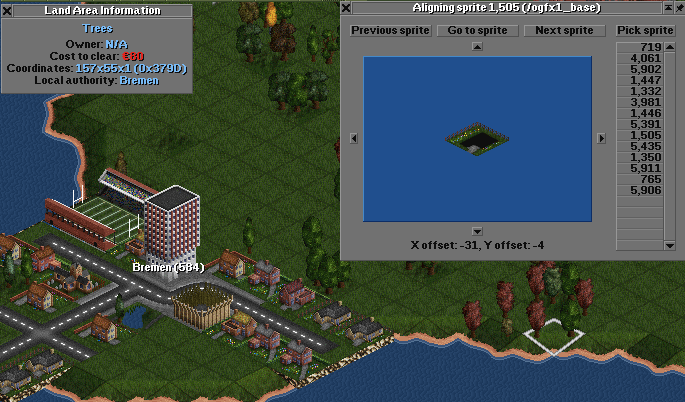 Land Area Information
Trees
Owner: N/A
Cost to clear: €80
Coordinates: 157x55x1 (0x379D)
Local authority: Bremen
Aligning sprite 1,505 (/ogfx1_base)
Previous sprite
Go to sprite
Next sprite
Pick sprite
719
4,061
5,902
1,447
1,332
3,981
1,446
5,391
1,505
5,435
1,350
5,911
765
5,906
X offset: -31, Y offset: -4
Bremen (584)